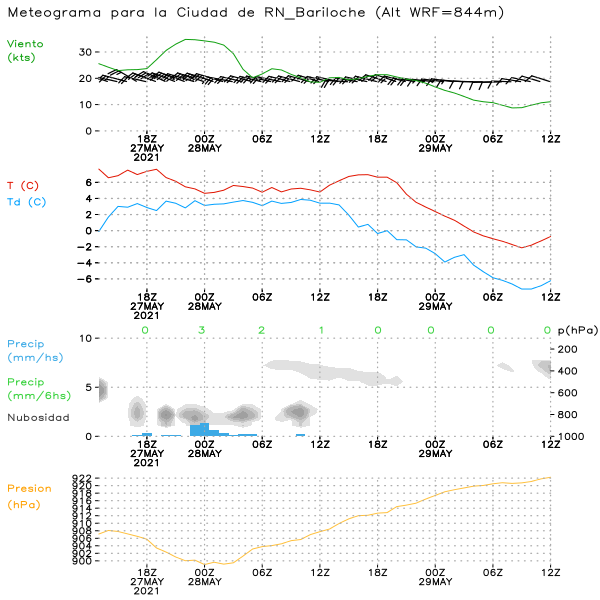 Meteograma para la Ciudad de RN_Bariloche (Alt WRF=844m)
Viento
(kts)
30
20
10
0
18Z 00Z 06Z 12Z 18Z 00Z 06Z 12Z
27MAY 28MAY 29MAY
2021
T (C)
Td (C)
6
4
2
0
-2
-4
-6
18Z 00Z 06Z 12Z 18Z 00Z 06Z 12Z
27MAY 28MAY 29MAY
2021
0 3 2 1 0 0 0 0 p(hPa)
Precip
(mm/hs)
Precip
(mm/6hs)
Nubosidad
10
5
0
200
400
600
800
1000
18Z 00Z 06Z 12Z 18Z 00Z 06Z 12Z
27MAY 28MAY 29MAY
2021
Presion
(hPa)
922
920
918
916
914
912
910
908
906
904
902
900
18Z 00Z 06Z 12Z 18Z 00Z 06Z 12Z
27MAY 28MAY 29MAY
2021